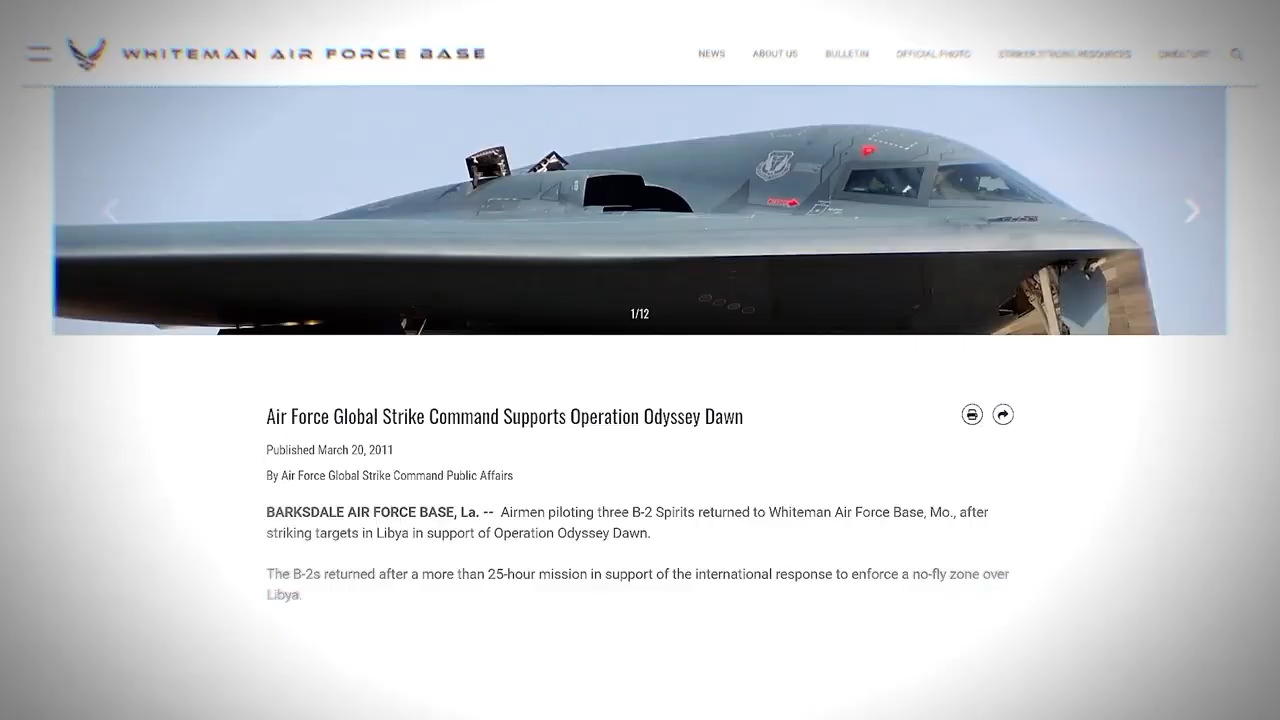 WHITEMAN AIR FORCE BASE
NEWS ABOUT US BULLETIN OFFICIAL PHOTO STRIKER STRONG RESOURCES
1/12
Air Force Global Strike Command Supports Operation Odyssey Dawn
Published March 20, 2011
By Air Force Global Strike Command Public Affairs
BARKSDALE AIR FORCE BASE, La. -- Airmen piloting three B-2 Spirits returned to Whiteman Air Force Base, Mo., after
striking targets in Libya in support of Operation Odyssey Dawn.
The B-2s returned after a more than 25-hour mission in support of the international response to enforce a no-fly zone over
Libya.